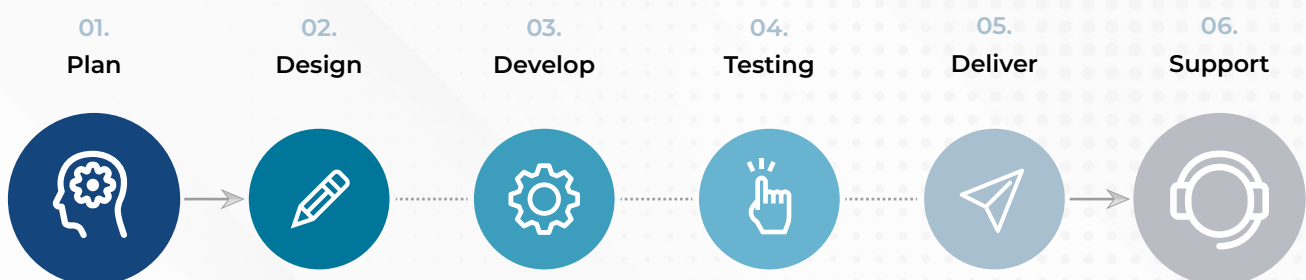 01.
Plan
02.
Design
03.
Develop
04.
Testing
05.
Deliver
06.
Support